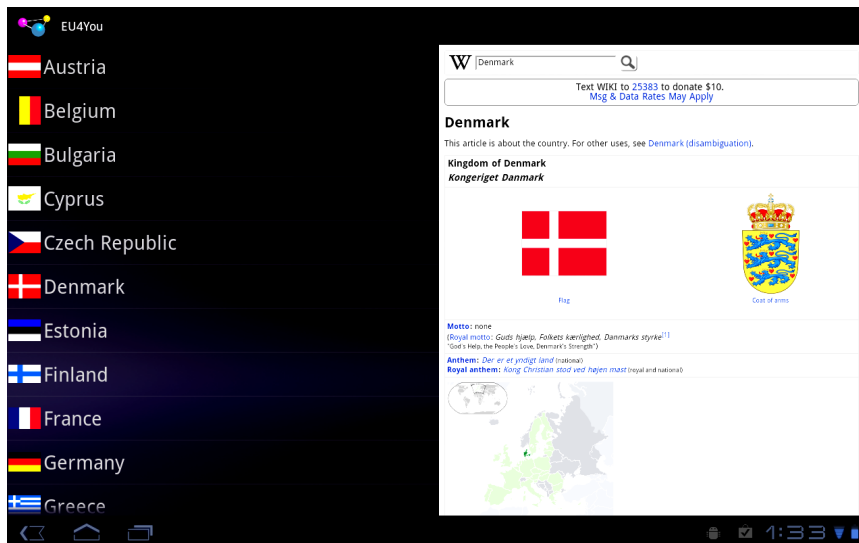 EU4You
Austria
Belgium
Bulgaria
Cyprus
Czech Republic
Denmark
Estonia
Finland
France
Germany
Greece
W
Denmark
Text WIKI to 25383 to donate $10.
Msg & Data Rates May Apply
Denmark
This article is about the country. For other uses, see Denmark (disambiguation).
Kingdom of Denmark
Kongeriget Danmark
Flag
Coat of arms
Motto: none
(Royal motto: Guds hjælp, Folkets kærlighed, Danmarks styrke[1]
"God's Help, the People's Love, Denmark's Strength")
Anthem: Der er et yndigt land (national)
Royal anthem: Kong Christian stod ved højen mast (royal and national)
1:33